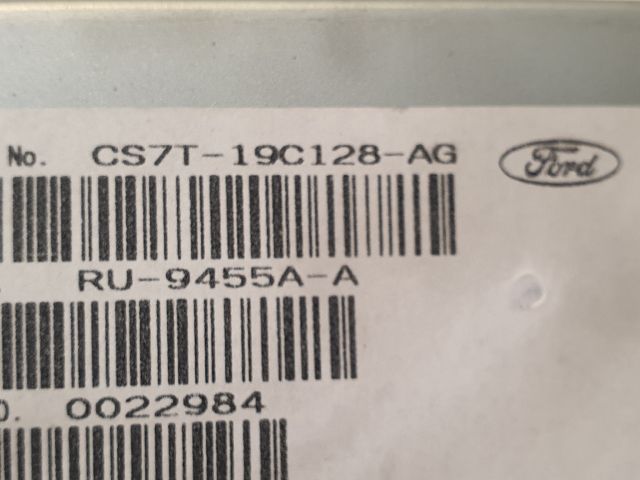 No. CS7T-19C128-AG
Ford
RU-9455A-A
0022984